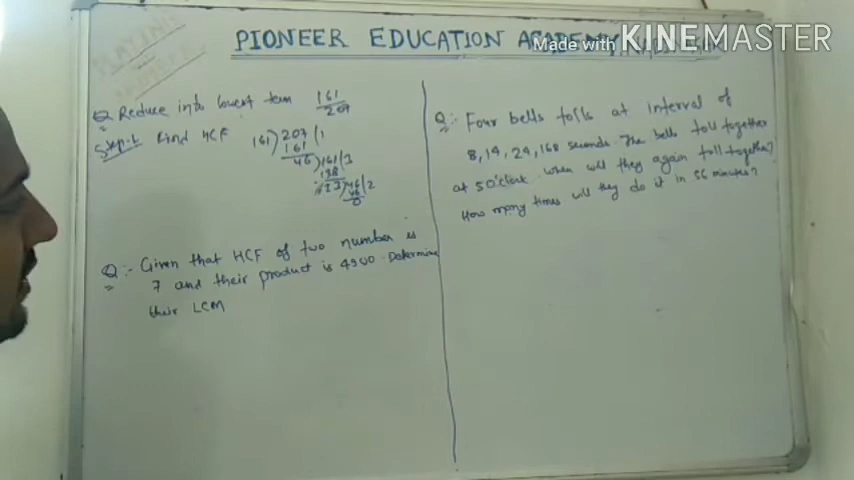 PIONEER EDUCATION ACADEMY
Made with KINEMASTER
PLAYING
NUMBER
Q Reduce into lowest term 161/207
Step-1 Find HCF 161) 207 (1
161
46) 161 (3
138
23) 46 (2
46
0
Q:- Given that HCF of two number is
7 and their product is 4900. Determine
their LCM
Q:- Four bells tolls at interval of
8, 14, 24, 168 seconds. The bells toll together
at 5 O'clock when will they again toll together?
How many times will they do it in 56 minutes?